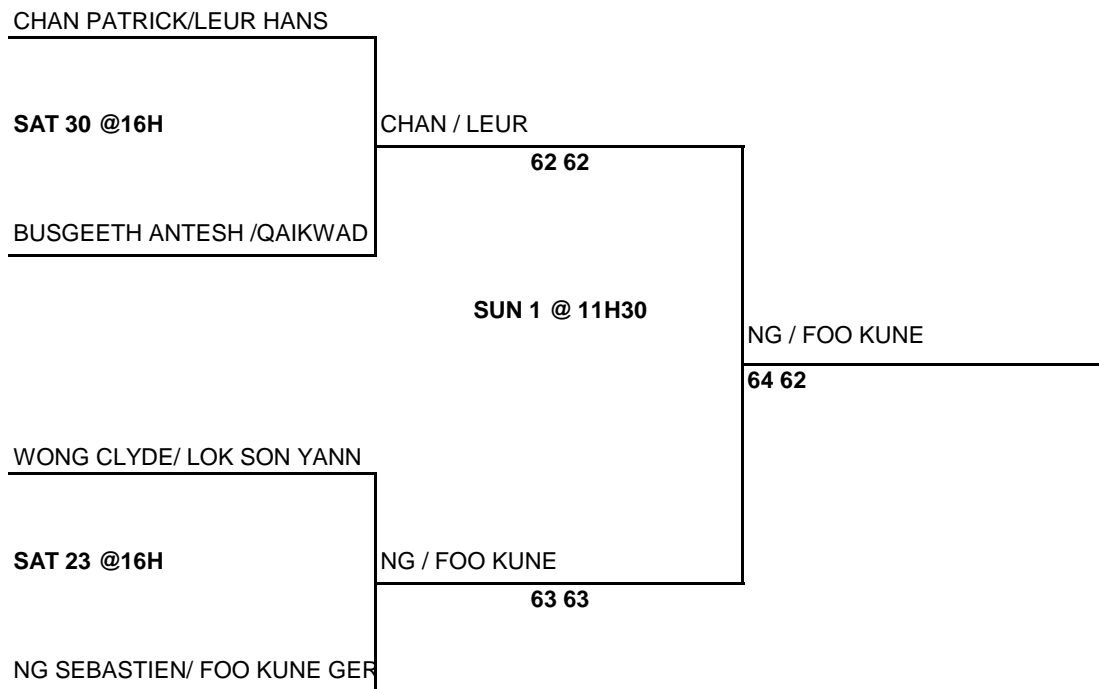 CHAN PATRICK/LEUR HANS
SAT 30 @16H
CHAN / LEUR
62 62
BUSGEETH ANTESH /QAIKWAD
SUN 1 @ 11H30
NG / FOO KUNE
64 62
WONG CLYDE/ LOK SON YANN
SAT 23 @16H
NG / FOO KUNE
63 63
NG SEBASTIEN/ FOO KUNE GER